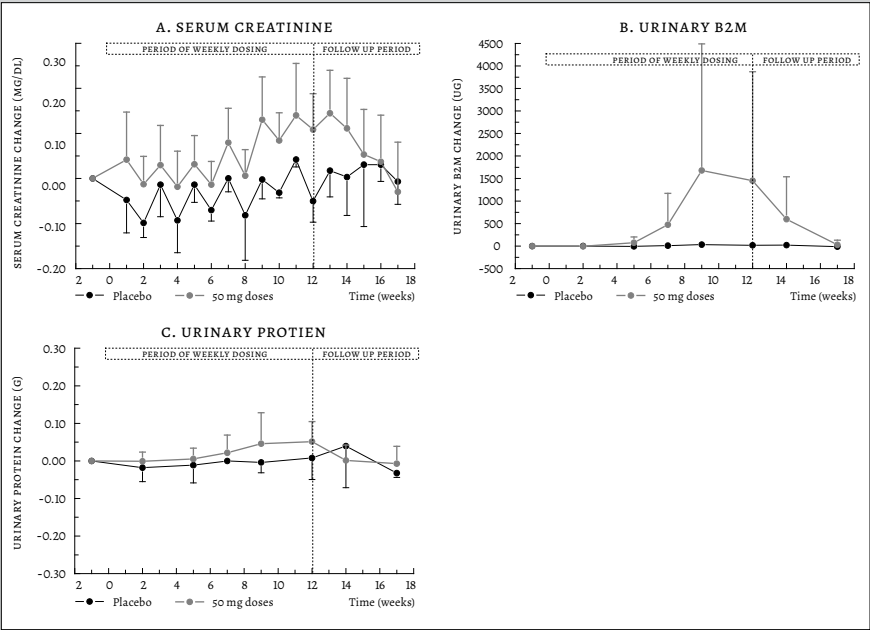 A. SERUM CREATININE
PERIOD OF WEEKLY DOSING
FOLLOW UP PERIOD
SERUM CREATININE CHANGE (MG/DL)
0.30
0.20
0.10
0.00
-0.10
-0.20
2 0 2 4 6 8 10 12 14 16 18
Placebo 50 mg doses Time (weeks)
B. URINARY B2M
PERIOD OF WEEKLY DOSING
FOLLOW UP PERIOD
URINARY B2M CHANGE (UG)
4500
4000
3500
3000
2500
2000
1500
1000
500
0
-500
2 0 2 4 6 8 10 12 14 16 18
Placebo 50 mg doses Time (weeks)
C. URINARY PROTIEN
PERIOD OF WEEKLY DOSING
FOLLOW UP PERIOD
URINARY PROTEIN CHANGE (G)
0.30
0.20
0.10
0.00
-0.10
-0.20
-0.30
2 0 2 4 6 8 10 12 14 16 18
Placebo 50 mg doses Time (weeks)